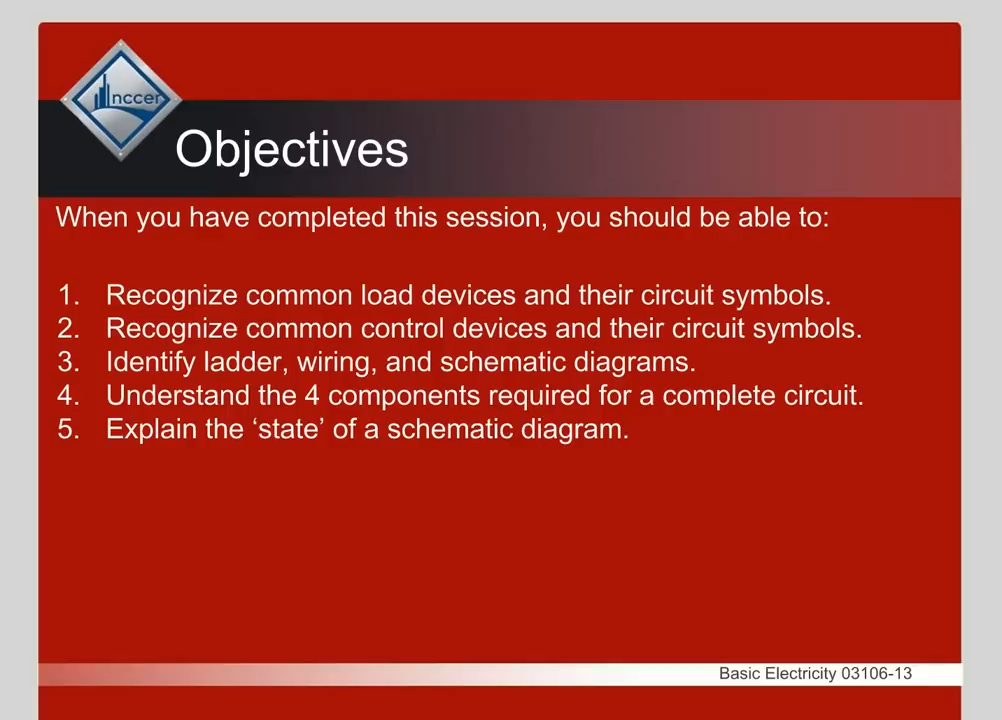 nccer
Objectives
When you have completed this session, you should be able to:
1. Recognize common load devices and their circuit symbols.
2. Recognize common control devices and their circuit symbols.
3. Identify ladder, wiring, and schematic diagrams.
4. Understand the 4 components required for a complete circuit.
5. Explain the ‘state’ of a schematic diagram.
Basic Electricity 03106-13